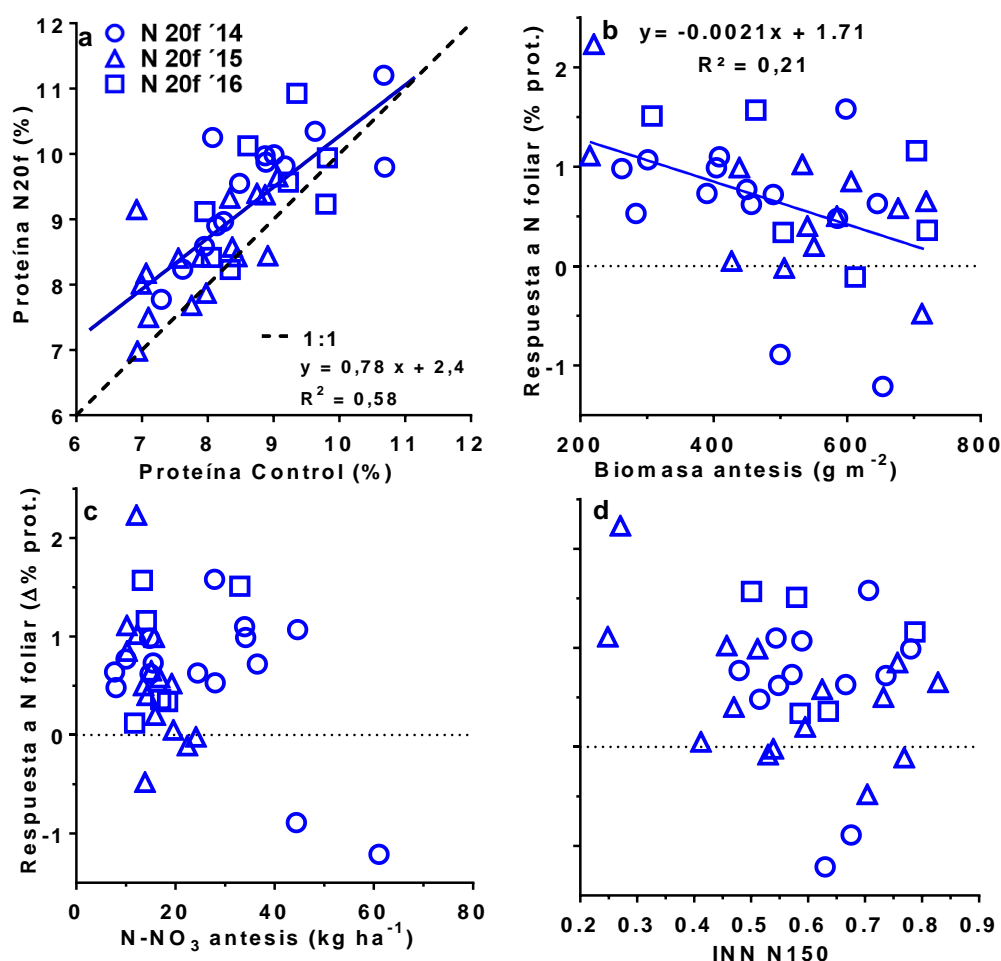 a
N 20f ´14
N 20f ´15
N 20f ´16
Proteína N20f (%)
12
11
10
9
8
7
6
1:1
y = 0,78 x + 2,4
R² = 0,58
6 7 8 9 10 11 12
Proteína Control (%)
b
y= -0.0021x + 1.71
R² = 0,21
Respuesta a N foliar (% prot.)
2
1
0
-1
200 400 600 800
Biomasa antesis (g m⁻²)
c
Respuesta a N foliar (Δ% prot.)
2
1
0
-1
0 20 40 60 80
N-NO₃ antesis (kg ha⁻¹)
d
0.2 0.3 0.4 0.5 0.6 0.7 0.8 0.9
INN N150